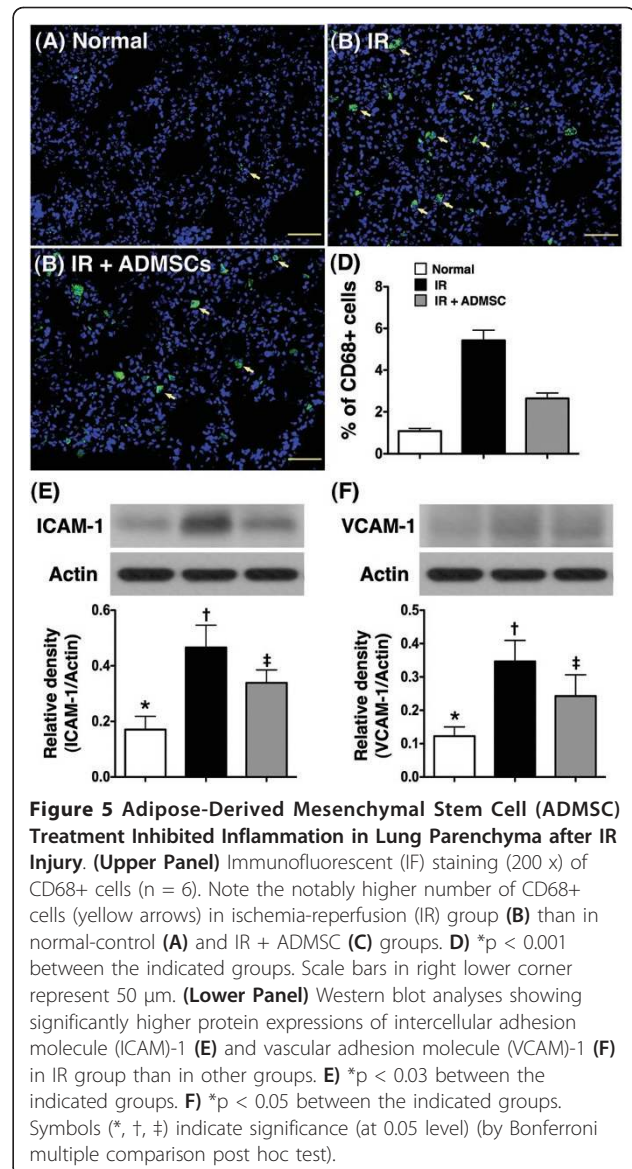 (A) Normal
(B) IR
(B) IR + ADMSCs
(D)
Normal
IR
IR + ADMSC
% of CD68+ cells
8
6
4
2
0
(E)
ICAM-1
Actin
Relative density
(ICAM-1/Actin)
0.6
0.4
0.2
0.0
*
†
‡
(F)
VCAM-1
Actin
Relative density
(VCAM-1/Actin)
0.5
0.4
0.3
0.2
0.1
0.0
*
†
‡
Figure 5 Adipose-Derived Mesenchymal Stem Cell (ADMSC)
Treatment Inhibited Inflammation in Lung Parenchyma after IR
Injury. (Upper Panel) Immunofluorescent (IF) staining (200 x) of
CD68+ cells (n = 6). Note the notably higher number of CD68+
cells (yellow arrows) in ischemia-reperfusion (IR) group (B) than in
normal-control (A) and IR + ADMSC (C) groups. D) *p < 0.001
between the indicated groups. Scale bars in right lower corner
represent 50 μm. (Lower Panel) Western blot analyses showing
significantly higher protein expressions of intercellular adhesion
molecule (ICAM)-1 (E) and vascular adhesion molecule (VCAM)-1 (F)
in IR group than in other groups. E) *p < 0.03 between the
indicated groups. F) *p < 0.05 between the indicated groups.
Symbols (*, †, ‡) indicate significance (at 0.05 level) (by Bonferroni
multiple comparison post hoc test).